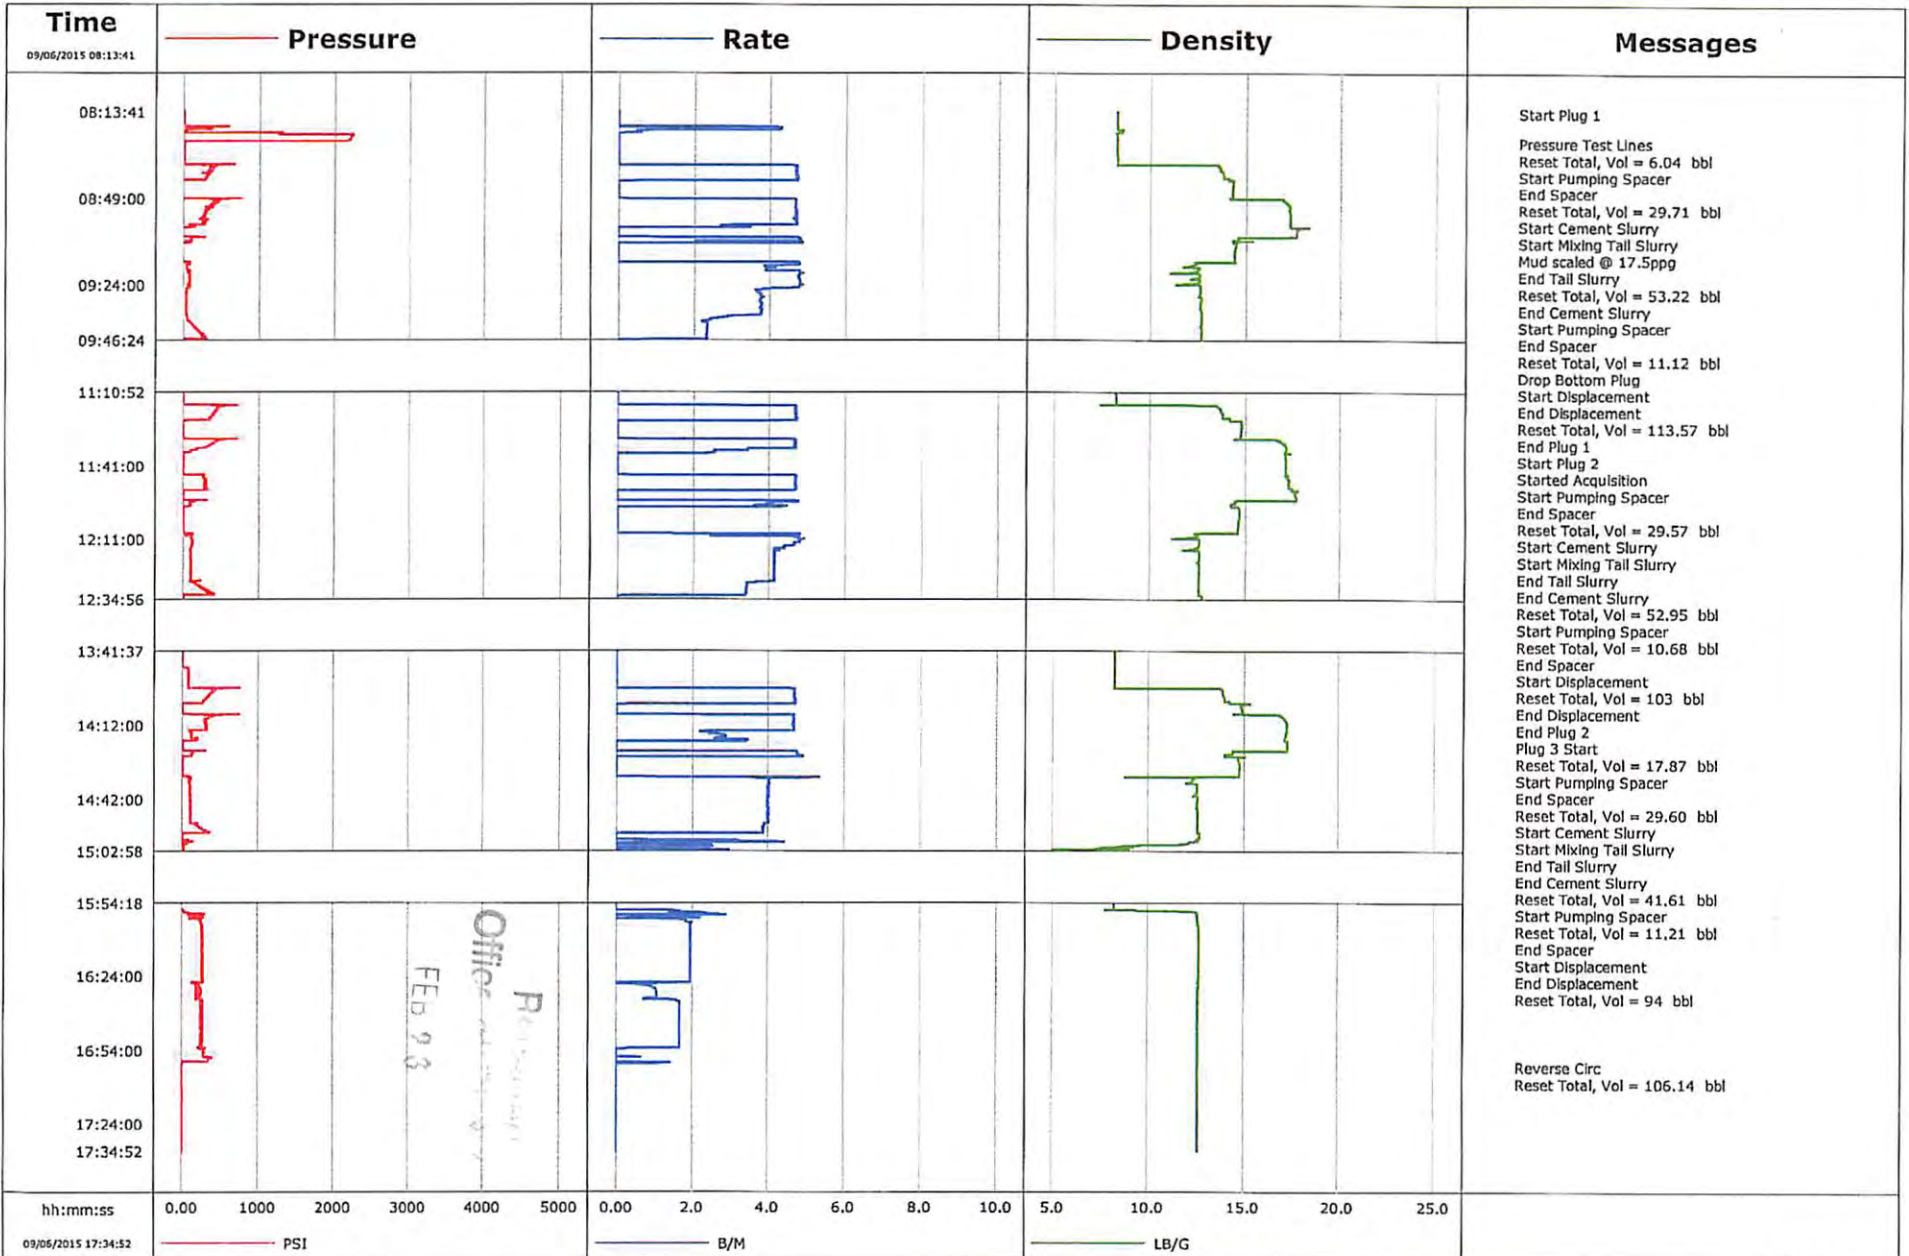 Time
09/06/2015 08:13:41
Pressure
Rate
Density
Messages
08:13:41
08:49:00
09:24:00
09:46:24
11:10:52
11:41:00
12:11:00
12:34:56
13:41:37
14:12:00
14:42:00
15:02:58
15:54:18
16:24:00
16:54:00
17:24:00
17:34:52
Start Plug 1
Pressure Test Lines
Reset Total, Vol = 6.04 bbl
Start Pumping Spacer
End Spacer
Reset Total, Vol = 29.71 bbl
Start Cement Slurry
Start Mixing Tail Slurry
Mud scaled @ 17.5ppg
End Tail Slurry
Reset Total, Vol = 53.22 bbl
End Cement Slurry
Start Pumping Spacer
End Spacer
Reset Total, Vol = 11.12 bbl
Drop Bottom Plug
Start Displacement
End Displacement
Reset Total, Vol = 113.57 bbl
End Plug 1
Start Plug 2
Started Acquisition
Start Pumping Spacer
End Spacer
Reset Total, Vol = 29.57 bbl
Start Cement Slurry
Start Mixing Tail Slurry
End Tail Slurry
End Cement Slurry
Reset Total, Vol = 52.95 bbl
Start Pumping Spacer
Reset Total, Vol = 10.68 bbl
End Spacer
Start Displacement
Reset Total, Vol = 103 bbl
End Displacement
End Plug 2
Plug 3 Start
Reset Total, Vol = 17.87 bbl
Start Pumping Spacer
End Spacer
Reset Total, Vol = 29.60 bbl
Start Cement Slurry
Start Mixing Tail Slurry
End Tail Slurry
End Cement Slurry
Reset Total, Vol = 41.61 bbl
Start Pumping Spacer
Reset Total, Vol = 11.21 bbl
End Spacer
Start Displacement
End Displacement
Reset Total, Vol = 94 bbl
Reverse Circ
Reset Total, Vol = 106.14 bbl
Office
FEB
hh:mm:ss
0.00 1000 2000 3000 4000 5000
0.00 2.0 4.0 6.0 8.0 10.0
5.0 10.0 15.0 20.0 25.0
09/06/2015 17:34:52
PSI
B/M
LB/G